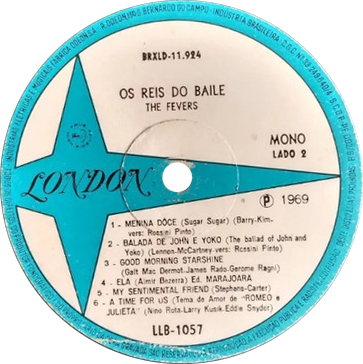 BRXLD-11.924
OS REIS DO BAILE
THE FEVERS
MONO
LADO 2
LONDON
P 1969
1 - MENINA DÔCE (Sugar Sugar) (Barry-Kim-
vers: Rossini Pinto)
2 - BALADA DE JOHN E YOKO (The ballad of John and
Yoko) (Lennen-McCartney-vers: Rossini Pinto)
3 - GOOD MORNING STARSHINE
(Galt Mac Dermot.James Rado.Gerome Ragni)
4 - ELA (Almir Bezerra) Ed. MARAJOARA
5 - MY SENTIMENTAL FRIEND (Stephens-Carter)
6 - A TIME FOR US (Tema de Amor de "ROMEO e
JULIETA" (Nino Rota-Larry Kusik-Eddie Snyder)
LLB-1057